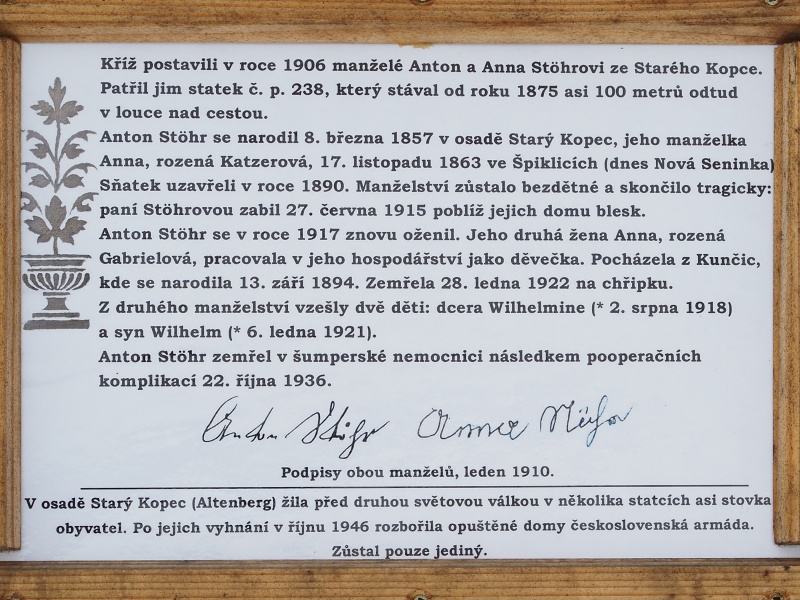 Kříž postavili v roce 1906 manželé Anton a Anna Stöhrovi ze Starého Kopce.
Patřil jim statek č. p. 238, který stával od roku 1875 asi 100 metrů odtud
v louce nad cestou.
Anton Stöhr se narodil 8. března 1857 v osadě Starý Kopec, jeho manželka
Anna, rozená Katzerová, 17. listopadu 1863 ve Špiklicích (dnes Nová Seninka)
Sňatek uzavřeli v roce 1890. Manželství zůstalo bezdětné a skončilo tragicky:
paní Stöhrovou zabil 27. června 1915 poblíž jejich domu blesk.
Anton Stöhr se v roce 1917 znovu oženil. Jeho druhá žena Anna, rozená
Gabrielová, pracovala v jeho hospodářství jako děvečka. Pocházela z Kunčic,
kde se narodila 13. září 1894. Zemřela 28. ledna 1922 na chřipku.
Z druhého manželství vzešly dvě děti: dcera Wilhelmine (* 2. srpna 1918)
a syn Wilhelm (* 6. ledna 1921).
Anton Stöhr zemřel v šumperské nemocnici následkem pooperačních
komplikací 22. října 1936.
Anton Stöhr Anna Stöhr
Podpisy obou manželů, leden 1910.
V osadě Starý Kopec (Altenberg) žila před druhou světovou válkou v několika statcích asi stovka
obyvatel. Po jejich vyhnání v říjnu 1946 rozbořila opuštěné domy československá armáda.
Zůstal pouze jediný.